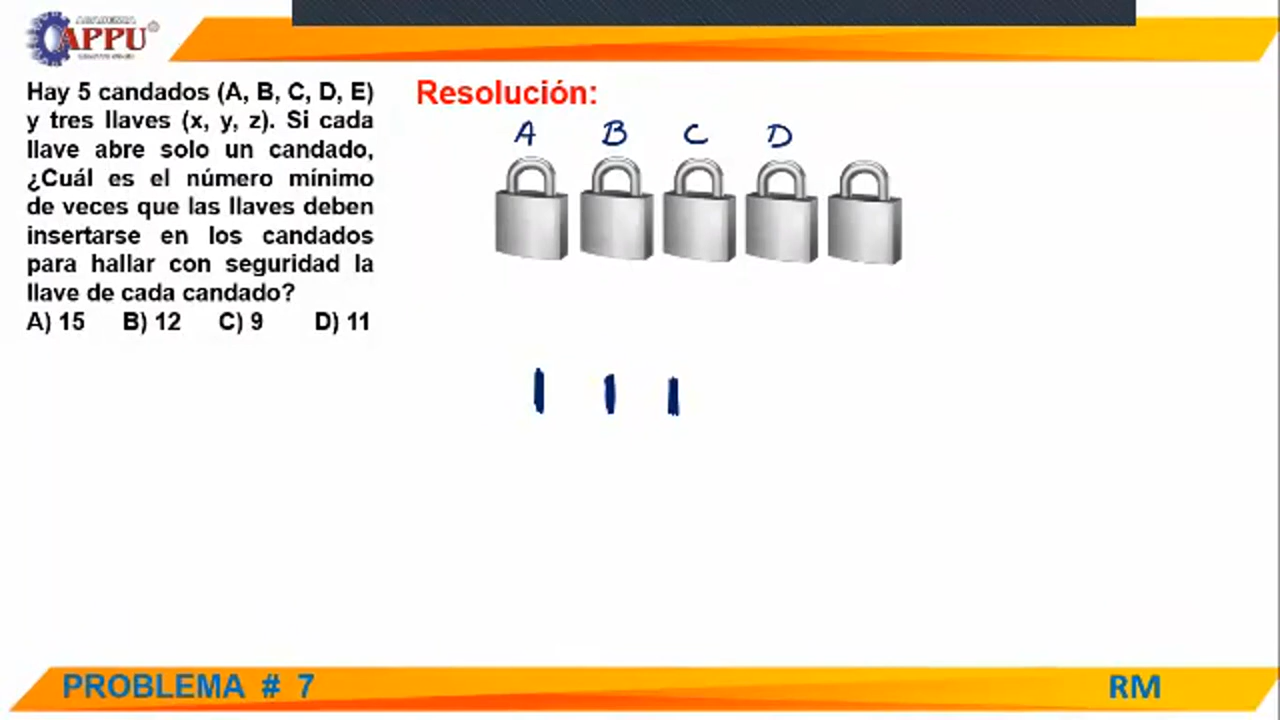 ACADEMIA
APPU
Hay 5 candados (A, B, C, D, E)
y tres llaves (x, y, z). Si cada
llave abre solo un candado,
¿Cuál es el número mínimo
de veces que las llaves deben
insertarse en los candados
para hallar con seguridad la
llave de cada candado?
A) 15 B) 12 C) 9 D) 11
Resolución:
A B C D
PROBLEMA # 7
RM